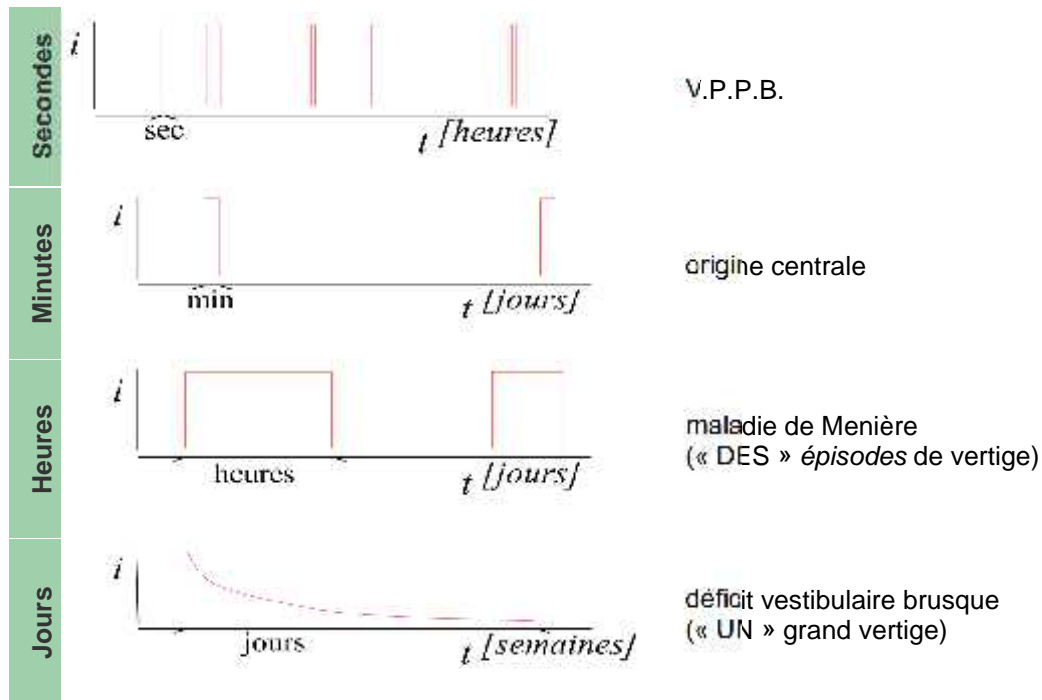 Secondes
i
sec
t [heures]
V.P.P.B.
Minutes
i
min
t [jours]
origine centrale
Heures
i
heures
t [jours]
maladie de Menière
(« DES » épisodes de vertige)
Jours
i
jours
t [semaines]
déficit vestibulaire brusque
(« UN » grand vertige)